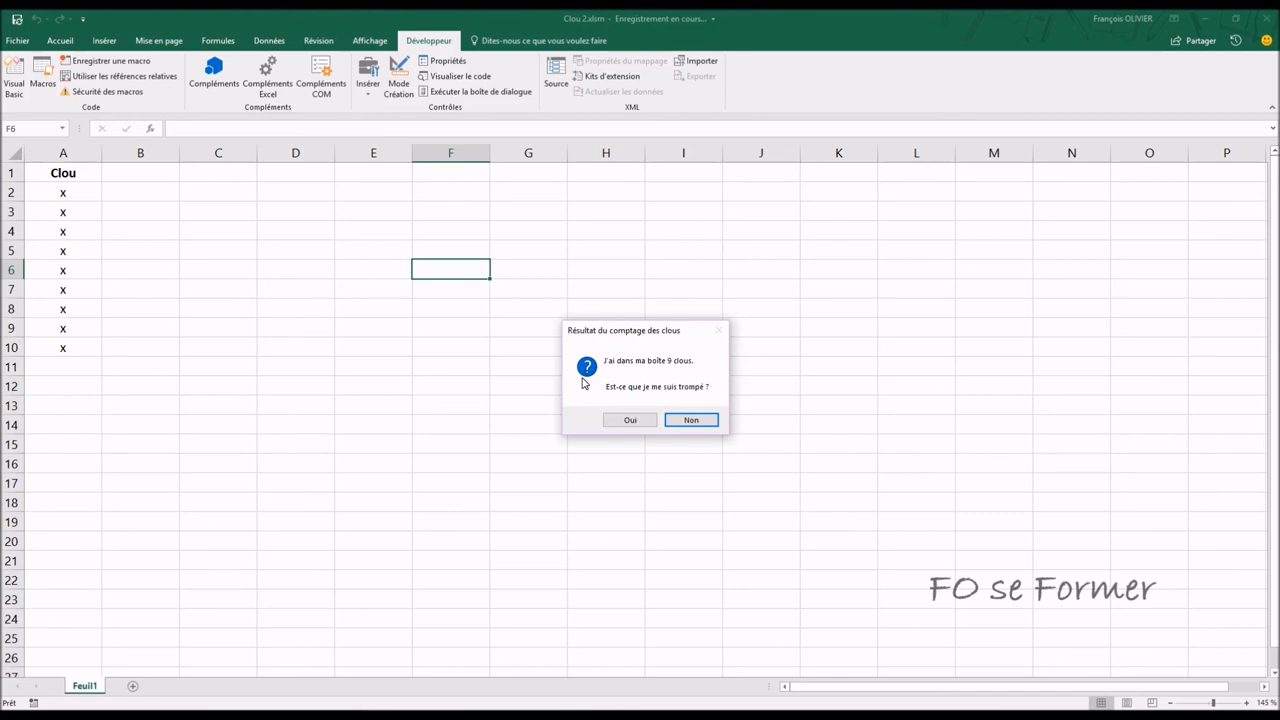 Clou 2.xlsm - Enregistrement en cours...
François OLIVIER
Fichier Accueil Insérer Mise en page Formules Données Révision Affichage Développeur Dites-nous ce que vous voulez faire Partager
Visual Basic
Macros
Enregistrer une macro
Utiliser les références relatives
Sécurité des macros
Code
Compléments
Compléments Excel
Compléments COM
Compléments
Insérer
Mode Création
Propriétés
Visualiser le code
Exécuter la boîte de dialogue
Contrôles
Source
Propriétés du mappage
Kits d'extension
Actualiser les données
Importer
Exporter
XML
F6
fx
A B C D E F G H I J K L M N O P
1 Clou
2 x
3 x
4 x
5 x
6 x
7 x
8 x
9 x
10 x
11
12
13
14
15
16
17
18
19
20
21
22
23
24
25
26
27
Résultat du comptage des clous
J'ai dans ma boîte 9 clous.
Est-ce que je me suis trompé ?
Oui Non
FO se Former
Feuil1
Prêt
145 %